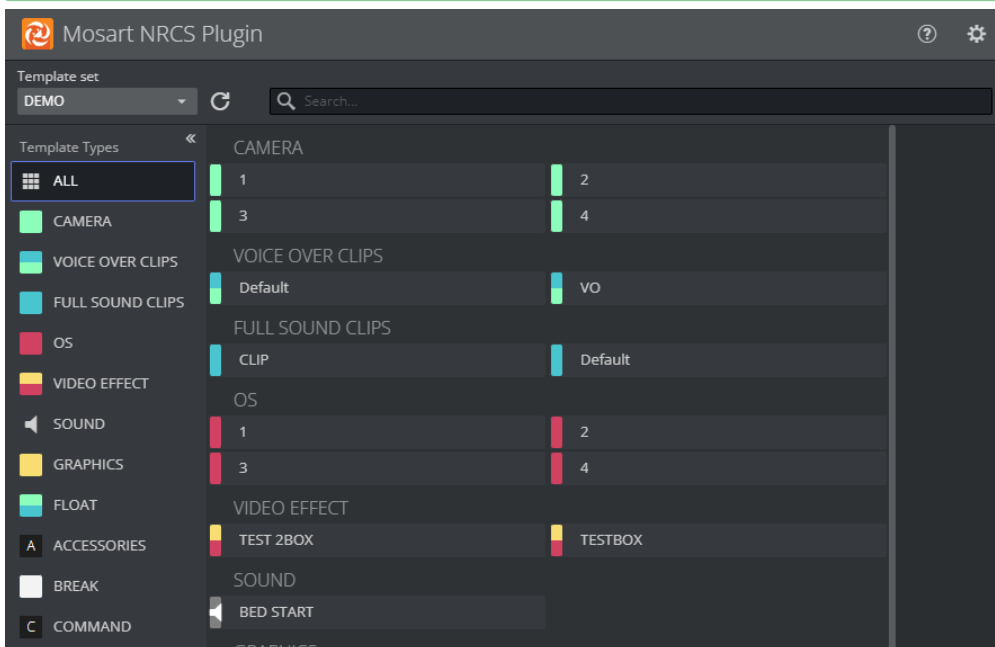 Mosart NRCS Plugin
Template set
DEMO
Search...
Template Types
ALL
CAMERA
VOICE OVER CLIPS
FULL SOUND CLIPS
OS
VIDEO EFFECT
SOUND
GRAPHICS
FLOAT
A ACCESSORIES
BREAK
C COMMAND
CAMERA
1 2
3 4
VOICE OVER CLIPS
Default VO
FULL SOUND CLIPS
CLIP Default
OS
1 2
3 4
VIDEO EFFECT
TEST 2BOX TESTBOX
SOUND
BED START
GRAPHICS